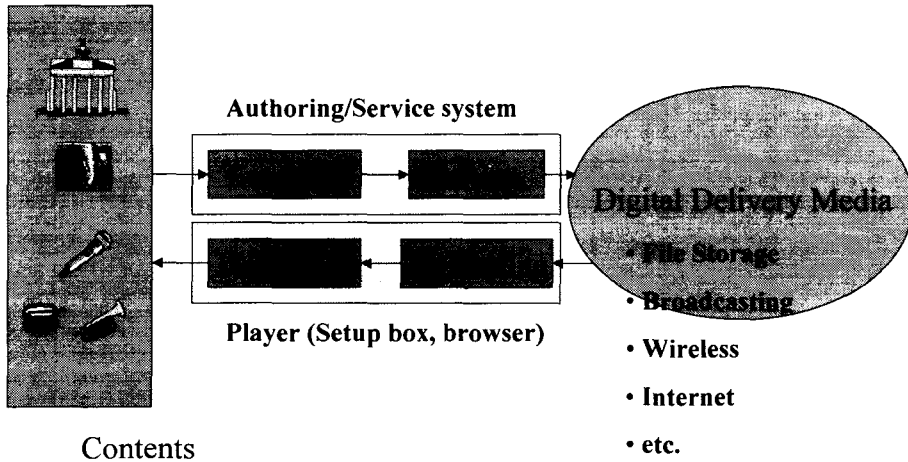 Authoring/Service system
Digital Delivery Media
• File Storage
• Broadcasting
• Wireless
• Internet
• etc.
Player (Setup box, browser)
Contents